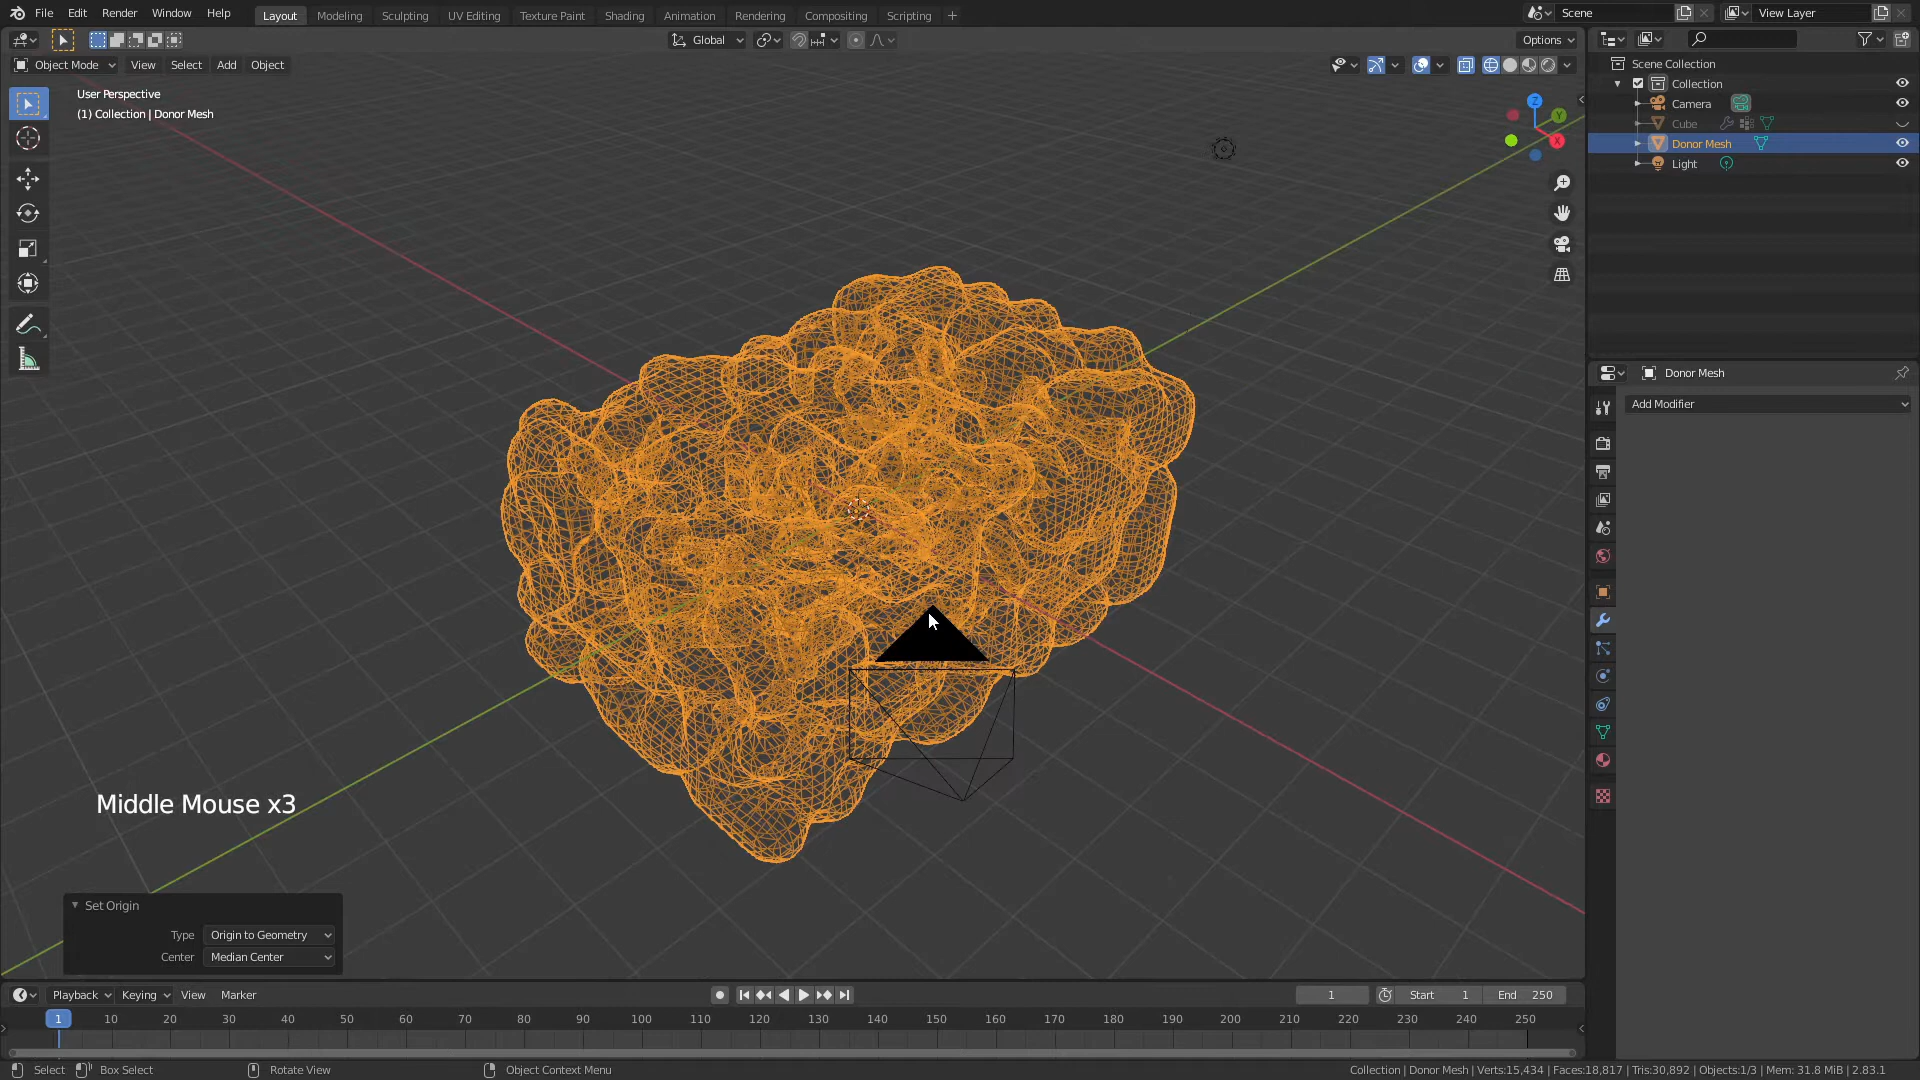 File Edit Render Window Help
Layout Modeling Sculpting UV Editing Texture Paint Shading Animation Rendering Compositing Scripting +
Scene View Layer
Global Options
Object Mode View Select Add Object
User Perspective
(1) Collection | Donor Mesh
Z
Y
X
Scene Collection
Collection
Camera
Cube
Donor Mesh
Light
Donor Mesh
Add Modifier
Middle Mouse x3
Set Origin
Type Origin to Geometry
Center Median Center
Playback Keying View Marker 1 Start 1 End 250
1 10 20 30 40 50 60 70 80 90 100 110 120 130 140 150 160 170 180 190 200 210 220 230 240 250
Select Box Select Rotate View Object Context Menu Collection | Donor Mesh | Verts:15,434 | Faces:18,817 | Tris:30,892 | Objects:1/3 | Mem: 31.8 MiB | 2.83.1